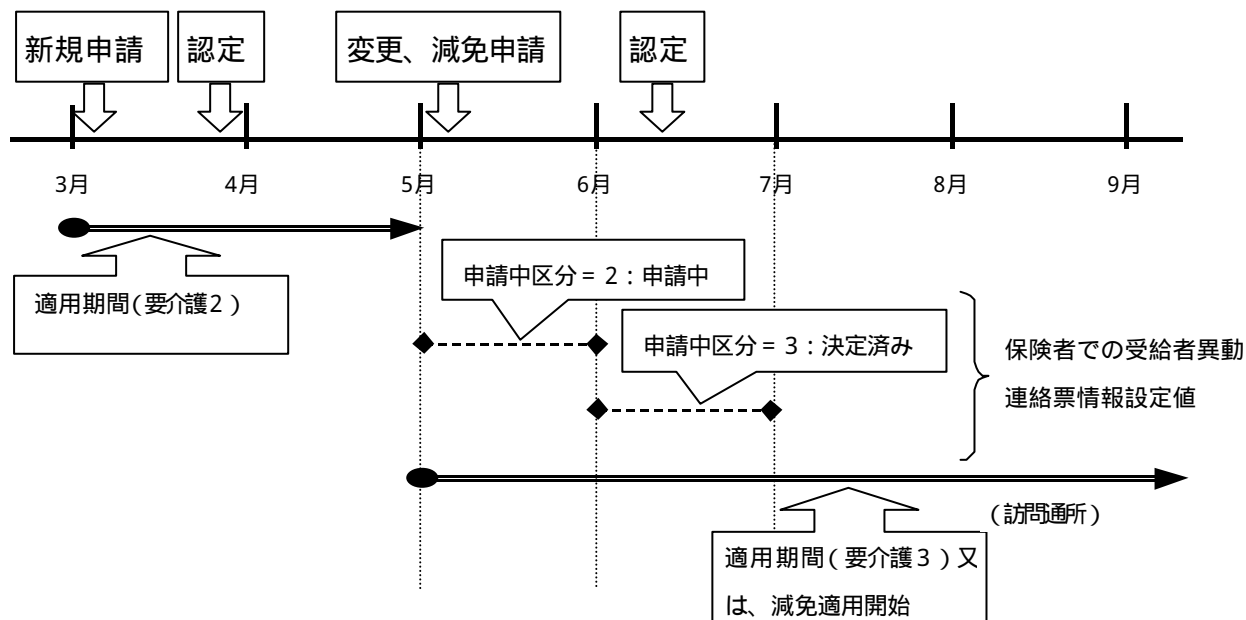 新規申請
認定
変更、減免申請
認定
3月
4月
5月
6月
7月
8月
9月
適用期間(要介護2)
申請中区分=2:申請中
申請中区分=3:決定済み
保険者での受給者異動
連絡票情報設定値
(訪問通所)
適用期間(要介護3)又
は、減免適用開始